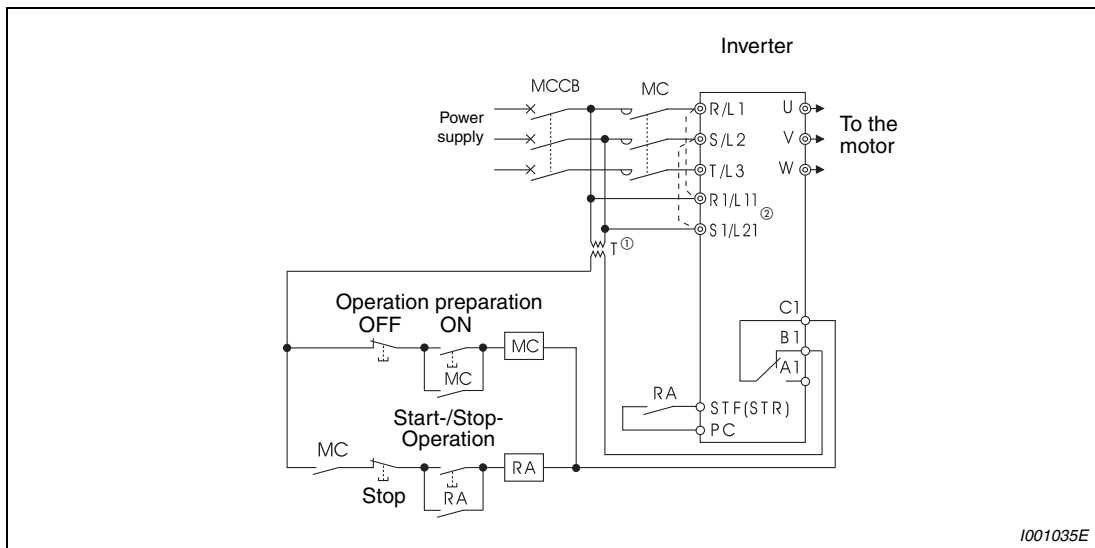 Inverter
MCCB
MC
Power
supply
R/L1
S/L2
T/L3
R1/L11
②
S1/L21
U
V
W
To the
motor
T①
Operation preparation
OFF
ON
MC
MC
Start-/Stop-
Operation
MC
Stop
RA
RA
C1
B1
A1
RA
STF(STR)
PC
I001035E